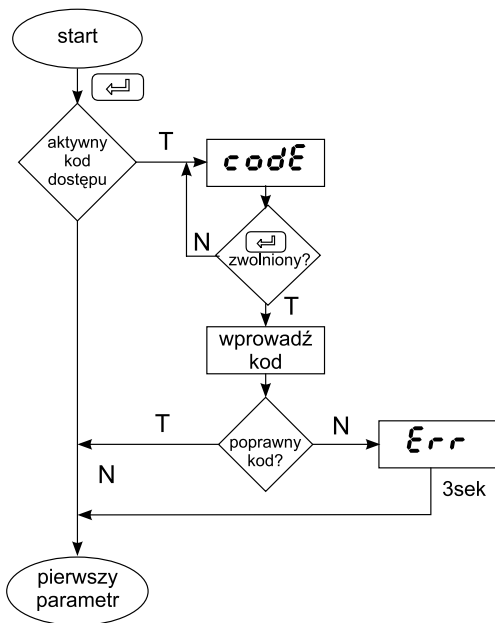 start
aktywny
kod
dostępu
T
codE
N
zwolniony?
T
wprowadź
kod
T
poprawny
kod?
N
Err
N
3sek
pierwszy
parametr